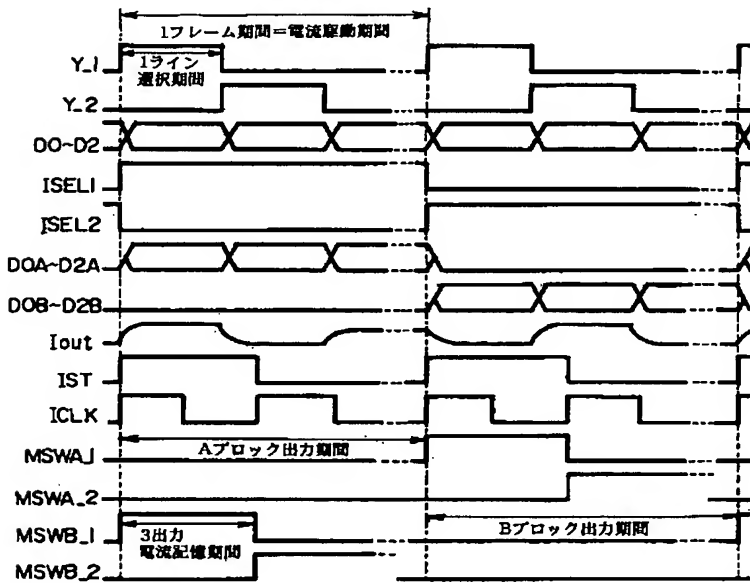 1フレーム期間=電流駆動期間
Y_1
1ライン
選択期間
Y_2
D0~D2
ISEL1
ISEL2
D0A~D2A
D0B~D2B
Iout
IST
ICLK
Aブロック出力期間
MSWA_1
MSWA_2
MSWB_1
3出力
電流記憶期間
Bブロック出力期間
MSWB_2